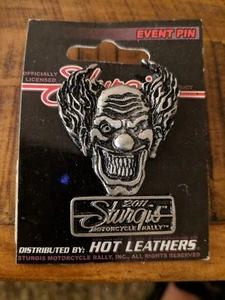 EVENT PIN
OFFICIALLY
LICENSED
Sturgis
2011
Sturgis
MOTORCYCLE RALLY™
DISTRIBUTED BY: HOT LEATHERS
STURGIS MOTORCYCLE RALLY, INC., ALL RIGHTS RESERVED